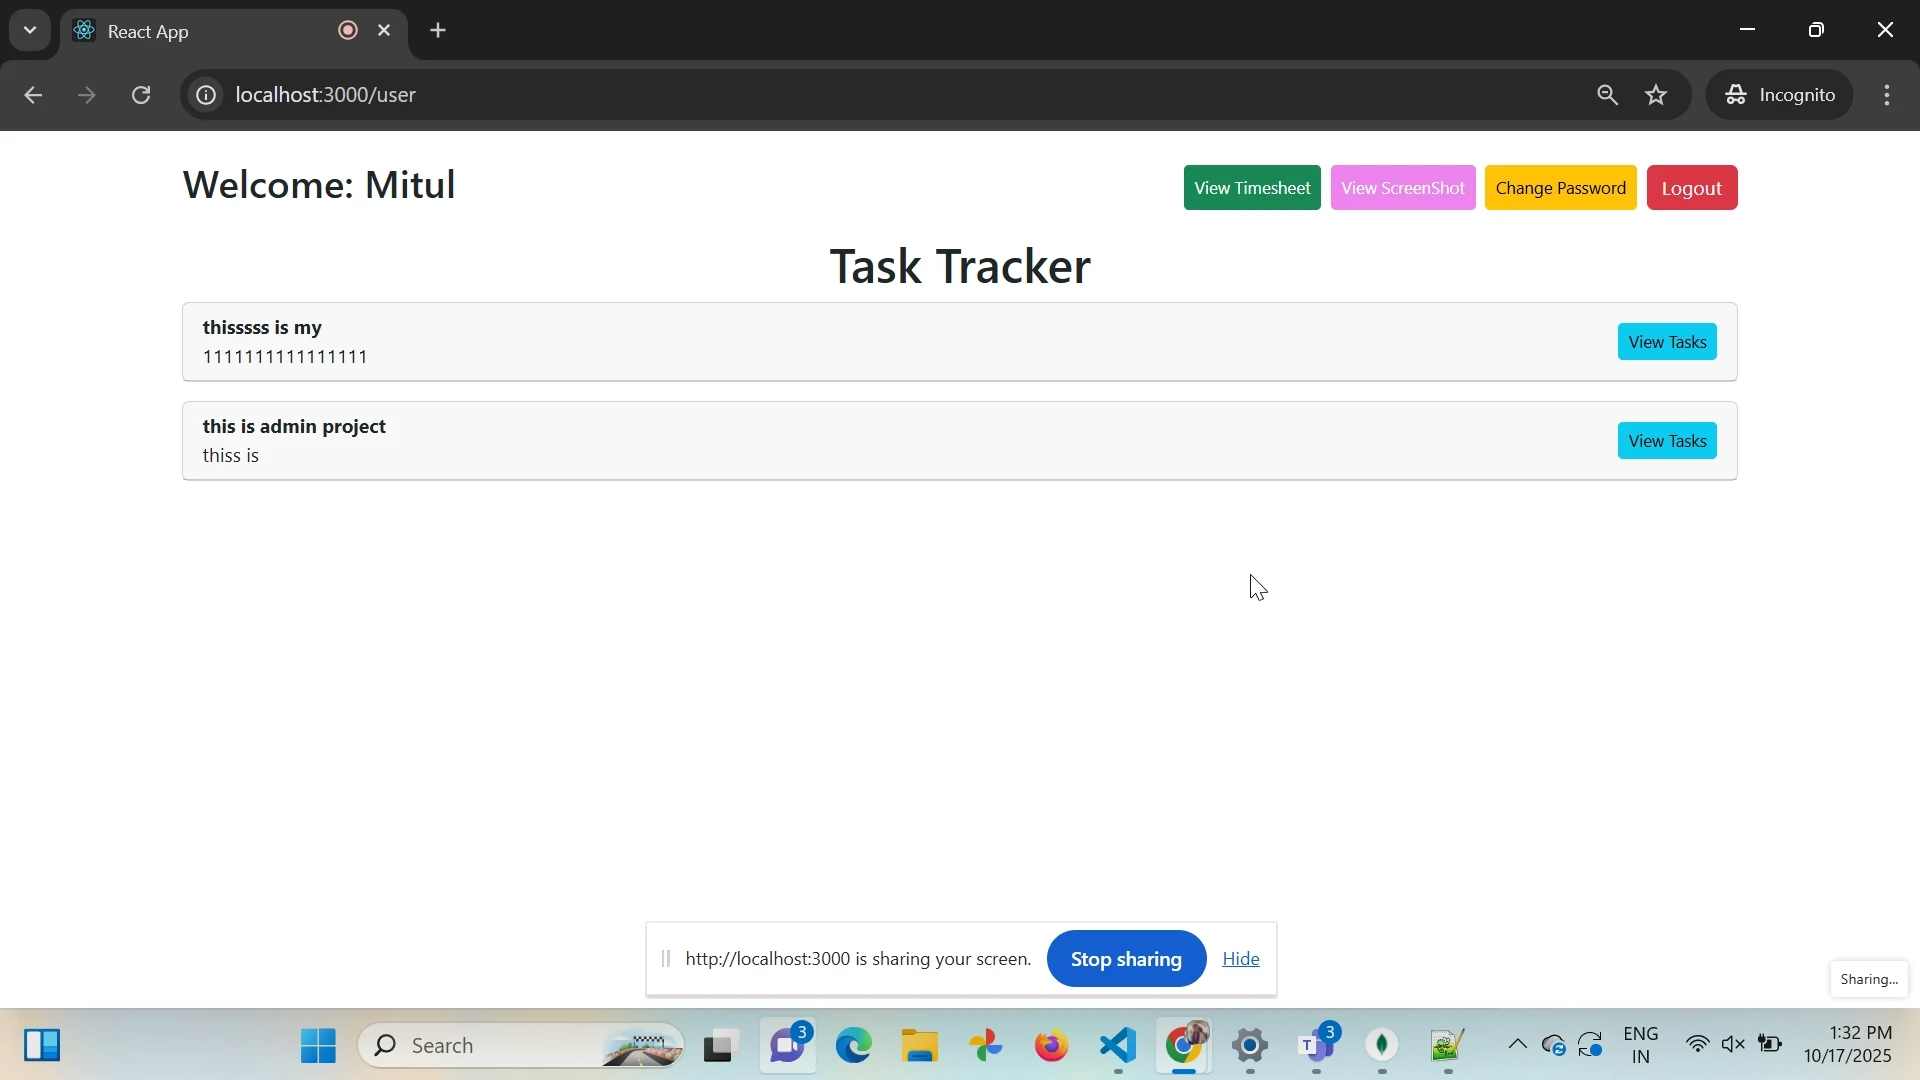 React App
localhost:3000/user
Incognito
Welcome: Mitul
View Timesheet
View ScreenShot
Change Password
Logout
Task Tracker
thisssss is my
1111111111111111
View Tasks
this is admin project
thiss is
View Tasks
http://localhost:3000 is sharing your screen.
Stop sharing
Hide
Sharing...
Search
3
3
ENG
IN
1:32 PM
10/17/2025